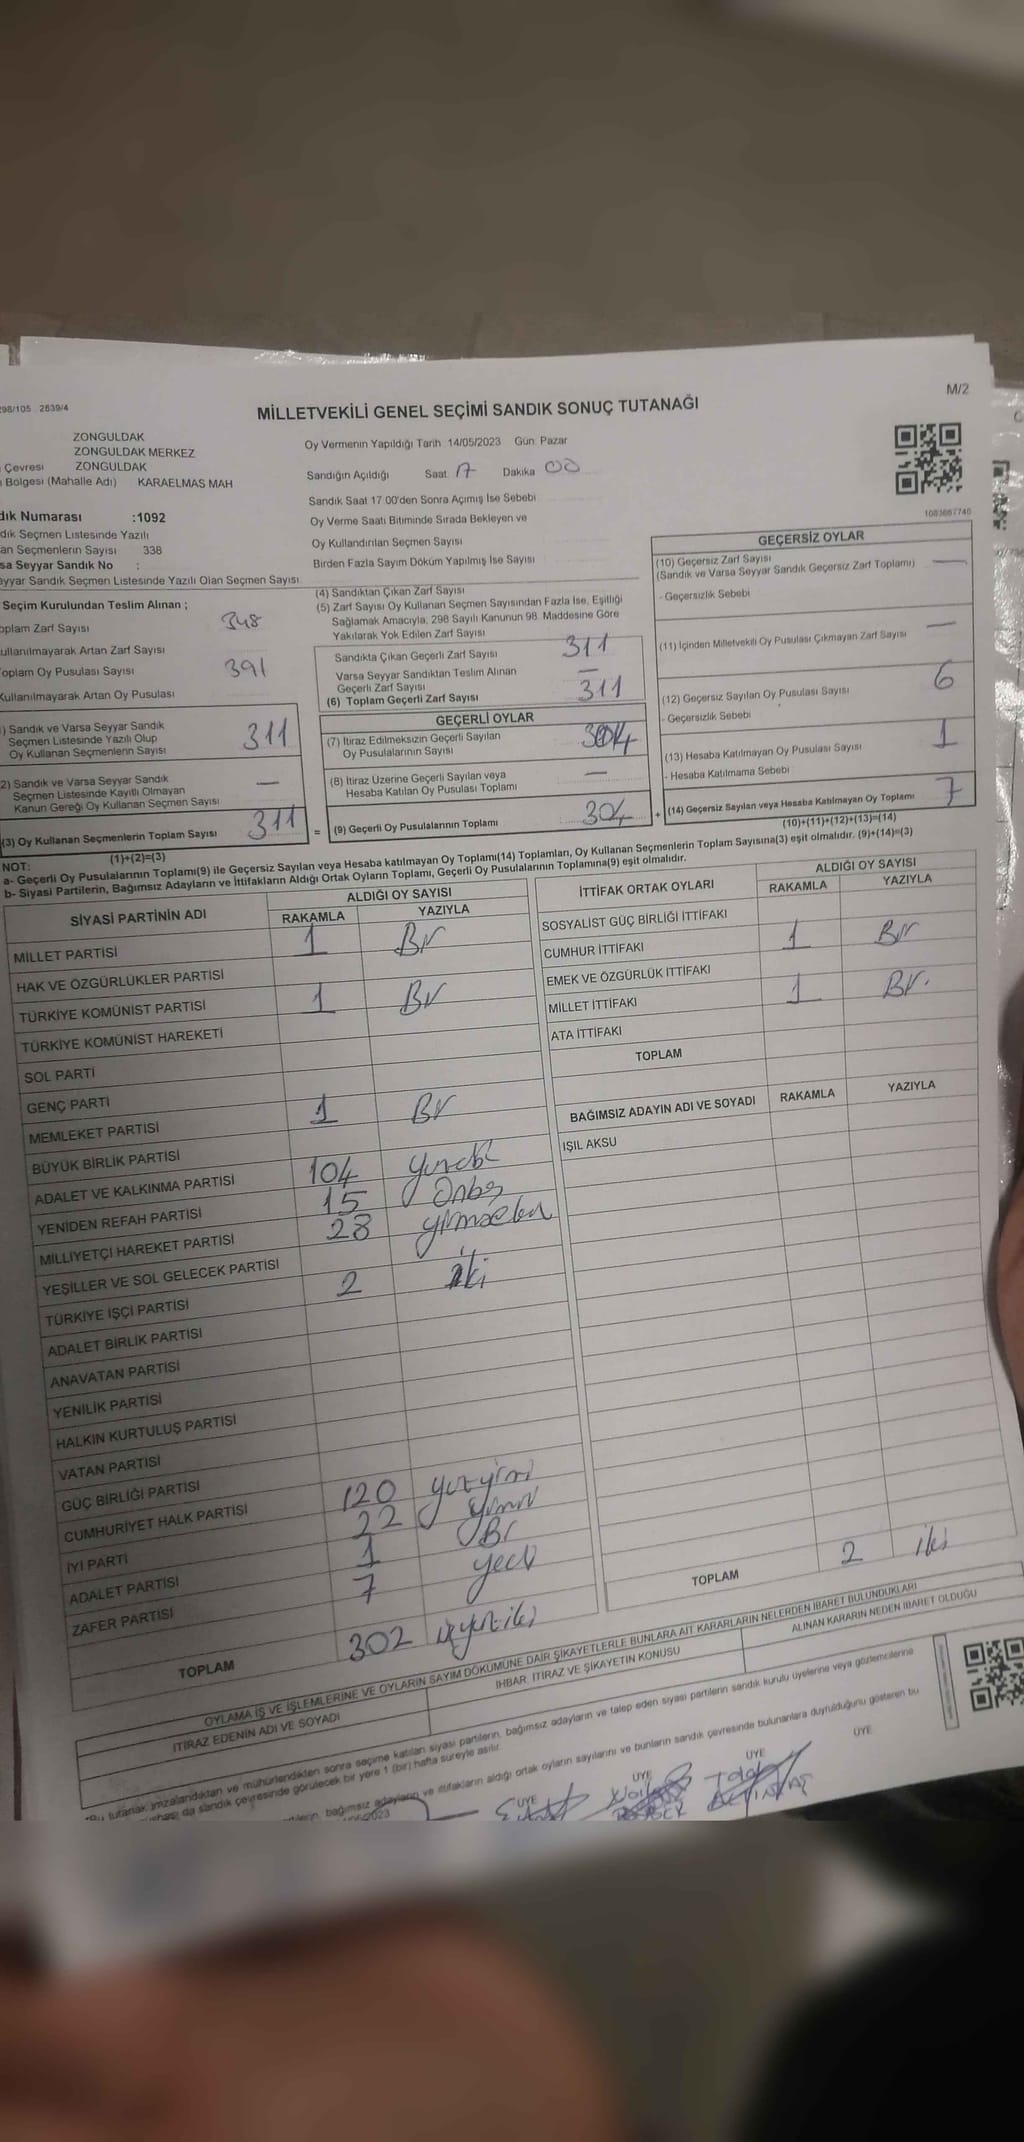 298/105 2839/4
M/2
MİLLETVEKİLİ GENEL SEÇİMİ SANDIK SONUÇ TUTANAĞI
ZONGULDAK
ZONGULDAK MERKEZ
Çevresi ZONGULDAK
Bölgesi (Mahalle Adı) KARAELMAS MAH
dık Numarası :1092
dık Seçmen Listesinde Yazılı
an Seçmenlerin Sayısı 338
sa Seyyar Sandık No :
eyyar Sandık Seçmen Listesinde Yazılı Olan Seçmen Sayısı
Oy Vermenin Yapıldığı Tarih 14/05/2023 Gün: Pazar
Sandığın Açıldığı Saat 17 Dakika 00
Sandık Saat 17:00'den Sonra Açımış İse Sebebi
Oy Verme Saati Bitiminde Sırada Bekleyen ve
Oy Kullandırılan Seçmen Sayısı
Birden Fazla Sayım Döküm Yapılmış İse Sayısı
Seçim Kurulundan Teslim Alınan ;
oplam Zarf Sayısı 348
ullanılmayarak Artan Zarf Sayısı
oplam Oy Pusulası Sayısı 391
Kullanılmayarak Artan Oy Pusulası
) Sandık ve Varsa Seyyar Sandık
Seçmen Listesinde Yazılı Olup
Oy Kullanan Seçmenlerin Sayısı 311
2) Sandık ve Varsa Seyyar Sandık
Seçmen Listesinde Kayıtlı Olmayan
Kanun Gereği Oy Kullanan Seçmen Sayısı —
(3) Oy Kullanan Seçmenlerin Toplam Sayısı 311
(1)+(2)=(3)
(4) Sandıktan Çıkan Zarf Sayısı
(5) Zarf Sayısı Oy Kullanan Seçmen Sayısından Fazla İse, Eşitliği
Sağlamak Amacıyla, 298 Sayılı Kanunun 98. Maddesine Göre
Yakılarak Yok Edilen Zarf Sayısı
Sandıkta Çıkan Geçerli Zarf Sayısı 311
Varsa Seyyar Sandıktan Teslim Alınan
Geçerli Zarf Sayısı —
(6) Toplam Geçerli Zarf Sayısı 311
GEÇERLİ OYLAR
(7) İtiraz Edilmeksizin Geçerli Sayılan
Oy Pusulalarının Sayısı
(8) İtiraz Üzerine Geçerli Sayılan veya
Hesaba Katılan Oy Pusulası Toplamı —
= (9) Geçerli Oy Pusulalarının Toplamı 304
GEÇERSİZ OYLAR
(10) Geçersiz Zarf Sayısı
(Sandık ve Varsa Seyyar Sandık Geçersiz Zarf Toplamı) —
- Geçersizlik Sebebi
(11) İçinden Milletvekili Oy Pusulası Çıkmayan Zarf Sayısı —
(12) Geçersiz Sayılan Oy Pusulası Sayısı 6
- Geçersizlik Sebebi
(13) Hesaba Katılmayan Oy Pusulası Sayısı 1
- Hesaba Katılmama Sebebi
+ (14) Geçersiz Sayılan veya Hesaba Katılmayan Oy Toplamı 7
(10)+(11)+(12)+(13)=(14)
NOT:
a- Geçerli Oy Pusulalarının Toplamı(9) ile Geçersiz Sayılan veya Hesaba katılmayan Oy Toplamı(14) Toplamları, Oy Kullanan Seçmenlerin Toplam Sayısına(3) eşit olmalıdır. (9)+(14)=(3)
b- Siyasi Partilerin, Bağımsız Adayların ve İttifakların Aldığı Ortak Oyların Toplamı, Geçerli Oy Pusulalarının Toplamına(9) eşit olmalıdır.
SİYASİ PARTİNİN ADI ALDIĞI OY SAYISI
RAKAMLA YAZIYLA
MİLLET PARTİSİ 1 Bir
HAK VE ÖZGÜRLÜKLER PARTİSİ
TÜRKİYE KOMÜNİST PARTİSİ 1 Bir
TÜRKİYE KOMÜNİST HAREKETİ
SOL PARTİ
GENÇ PARTİ
MEMLEKET PARTİSİ 1 Bir
BÜYÜK BİRLİK PARTİSİ
ADALET VE KALKINMA PARTİSİ 104
YENİDEN REFAH PARTİSİ 15 Onbeş
MİLLİYETÇİ HAREKET PARTİSİ 28
YEŞİLLER VE SOL GELECEK PARTİSİ
TÜRKİYE İŞÇİ PARTİSİ 2 iki
ADALET BİRLİK PARTİSİ
ANAVATAN PARTİSİ
YENİLİK PARTİSİ
HALKIN KURTULUŞ PARTİSİ
VATAN PARTİSİ
GÜÇ BİRLİĞİ PARTİSİ
CUMHURİYET HALK PARTİSİ 120 yüzyirmi
İYİ PARTİ 22
ADALET PARTİSİ 1 Bir
ZAFER PARTİSİ 7 yedi
TOPLAM 302 üçyüziki
İTTİFAK ORTAK OYLARI ALDIĞI OY SAYISI
RAKAMLA YAZIYLA
SOSYALİST GÜÇ BİRLİĞİ İTTİFAKI
CUMHUR İTTİFAKI 1 Bir
EMEK VE ÖZGÜRLÜK İTTİFAKI
MİLLET İTTİFAKI 1 Bir.
ATA İTTİFAKI
TOPLAM
BAĞIMSIZ ADAYIN ADI VE SOYADI RAKAMLA YAZIYLA
IŞIL AKSU
TOPLAM 2 iki
OYLAMA İŞ VE İŞLEMLERİNE VE OYLARIN SAYIM DÖKÜMÜNE DAİR ŞİKAYETLERLE BUNLARA AİT KARARLARIN NELERDEN İBARET BULUNDUKLARI
İTİRAZ EDENİN ADI VE SOYADI İHBAR, İTİRAZ VE ŞİKAYETİN KONUSU ALINAN KARARIN NEDEN İBARET OLDUĞU
*Bu tutanak, imzalandıktan ve mühürlendikten sonra seçime katılan siyasi partilerin, bağımsız adayların ve talep eden siyasi partilerin sandık kurulu üyelerine veya gözlemcilerine
da sandık çevresinde görülecek bir yere 1 (bir) hafta süreyle asılır.
bağımsız adayların ve ittifakların aldığı ortak oyların sayılarını ve bunların sandık çevresinde bulunanlara duyurulduğunu gösteren bu
ÜYE ÜYE ÜYE ÜYE